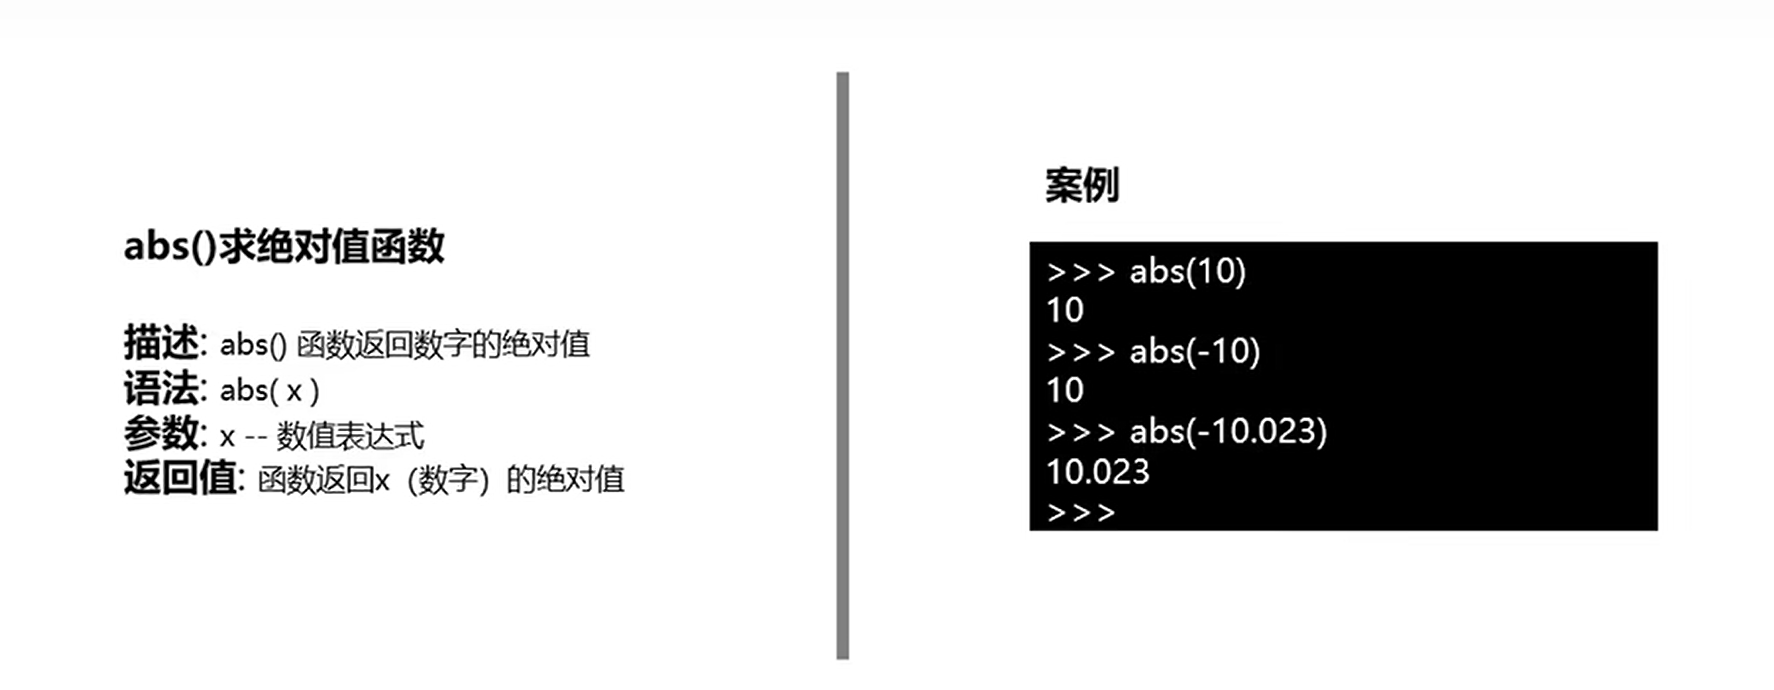 abs()求绝对值函数
描述: abs() 函数返回数字的绝对值
语法: abs( x )
参数: x -- 数值表达式
返回值: 函数返回x（数字）的绝对值
案例
>>> abs(10)
10
>>> abs(-10)
10
>>> abs(-10.023)
10.023
>>>